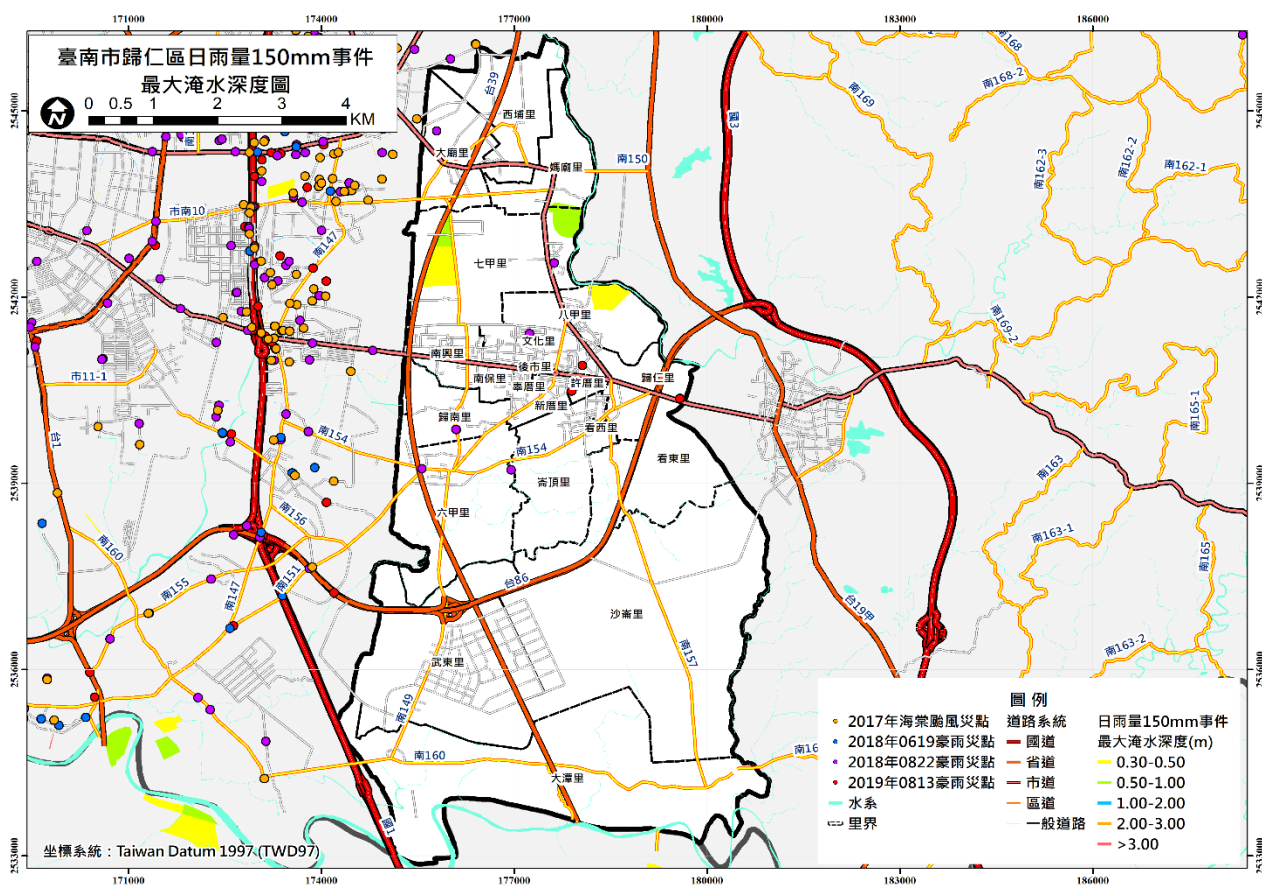 171000
174000
177000
180000
183000
186000
臺南市歸仁區日雨量150mm事件
最大淹水深度圖
N
0 0.5 1 2 3 4
KM
2545000
2542000
2539000
2536000
2533000
2545000
2542000
2539000
2536000
2533000
台39
西埔里
大廟里
媽廟里
南150
國3
南168
南168-2
南169
南162-3
南162-2
南162-1
市南10
南147
七甲里
八甲里
文化里
南興里
後市里
南保里
辜厝里
許厝里
歸仁里
新厝里
歸南里
看西里
看東里
南169-2
南165-1
市11-1
台1
南154
南154
崙頂里
六甲里
南163
南163-1
南165
南156
南160
南155
南147
南151
台86
沙崙里
台19甲
南163-2
武東里
南157
南149
南160
大潭里
南16
國1
圖例
2017年海棠颱風災點
2018年0619豪雨災點
2018年0822豪雨災點
2019年0813豪雨災點
水系
里界
道路系統
國道
省道
市道
區道
一般道路
日雨量150mm事件
最大淹水深度(m)
0.30-0.50
0.50-1.00
1.00-2.00
2.00-3.00
>3.00
坐標系統：Taiwan Datum 1997 (TWD97)
171000
174000
177000
180000
183000
186000